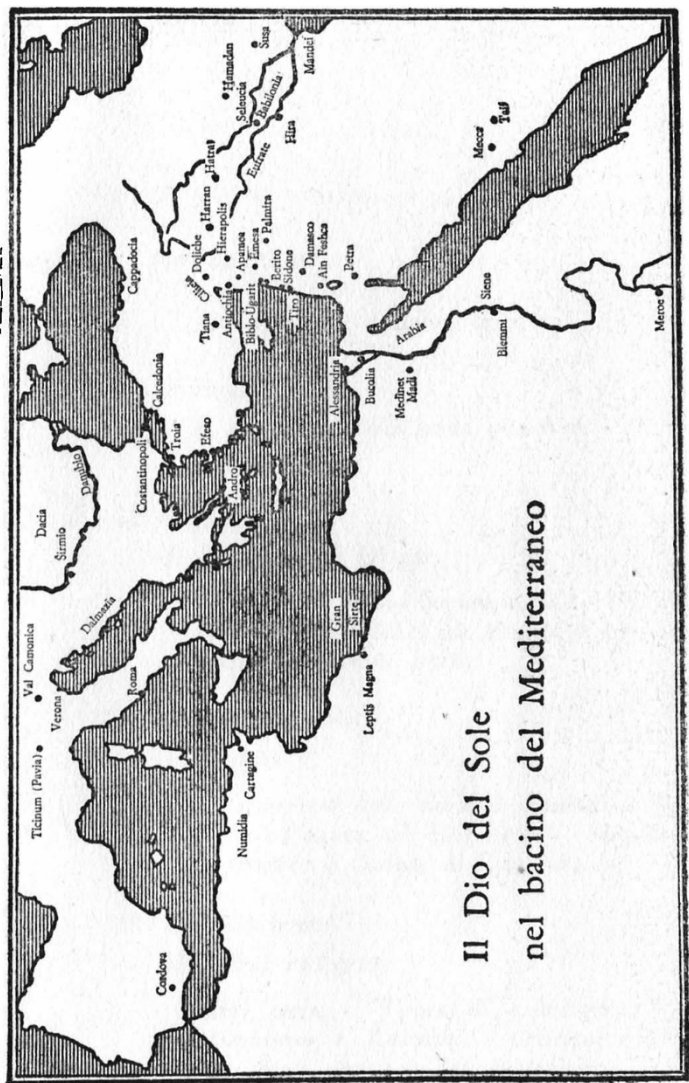 Cordova
Ticinum (Pavia)
Val Camonica
Verona
Roma
Dalmazia
Dacia
Sirmio
Danubio
Costantinopoli
Calcedonia
Troia
Efeso
Andro
Numidia
Cartagine
Leptis Magna
Gran
Sirte
Cappadocia
Tiana
Cilicia
Doliche
Harran
Hatra
Hierapolis
Antiochia
Apamea
Emesa
Palmira
Biblo-Ugarit
Berito
Sidone
Tiro
Damasco
Ain Fashca
Petra
Eufrate
Seleucia
Babilonia
Hamadan
Susa
Mandei
Hira
Alessandria
Bucolia
Medinet
Madi
Arabia
Siene
Blemmi
Meroe
Mecca
Taif
Il Dio del Sole
nel bacino del Mediterraneo